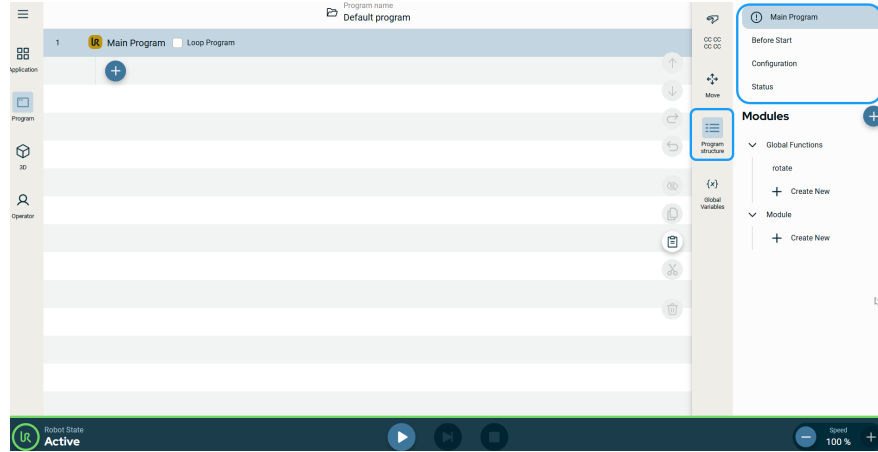 Program name
Default program
Application
Program
3D
Operator
1 UR Main Program Loop Program
CC CC
CC CC
Move
Program
structure
{x}
Global
Variables
Main Program
Before Start
Configuration
Status
Modules
Global Functions
rotate
Create New
Module
Create New
UR
Robot State
Active
Speed
100 %